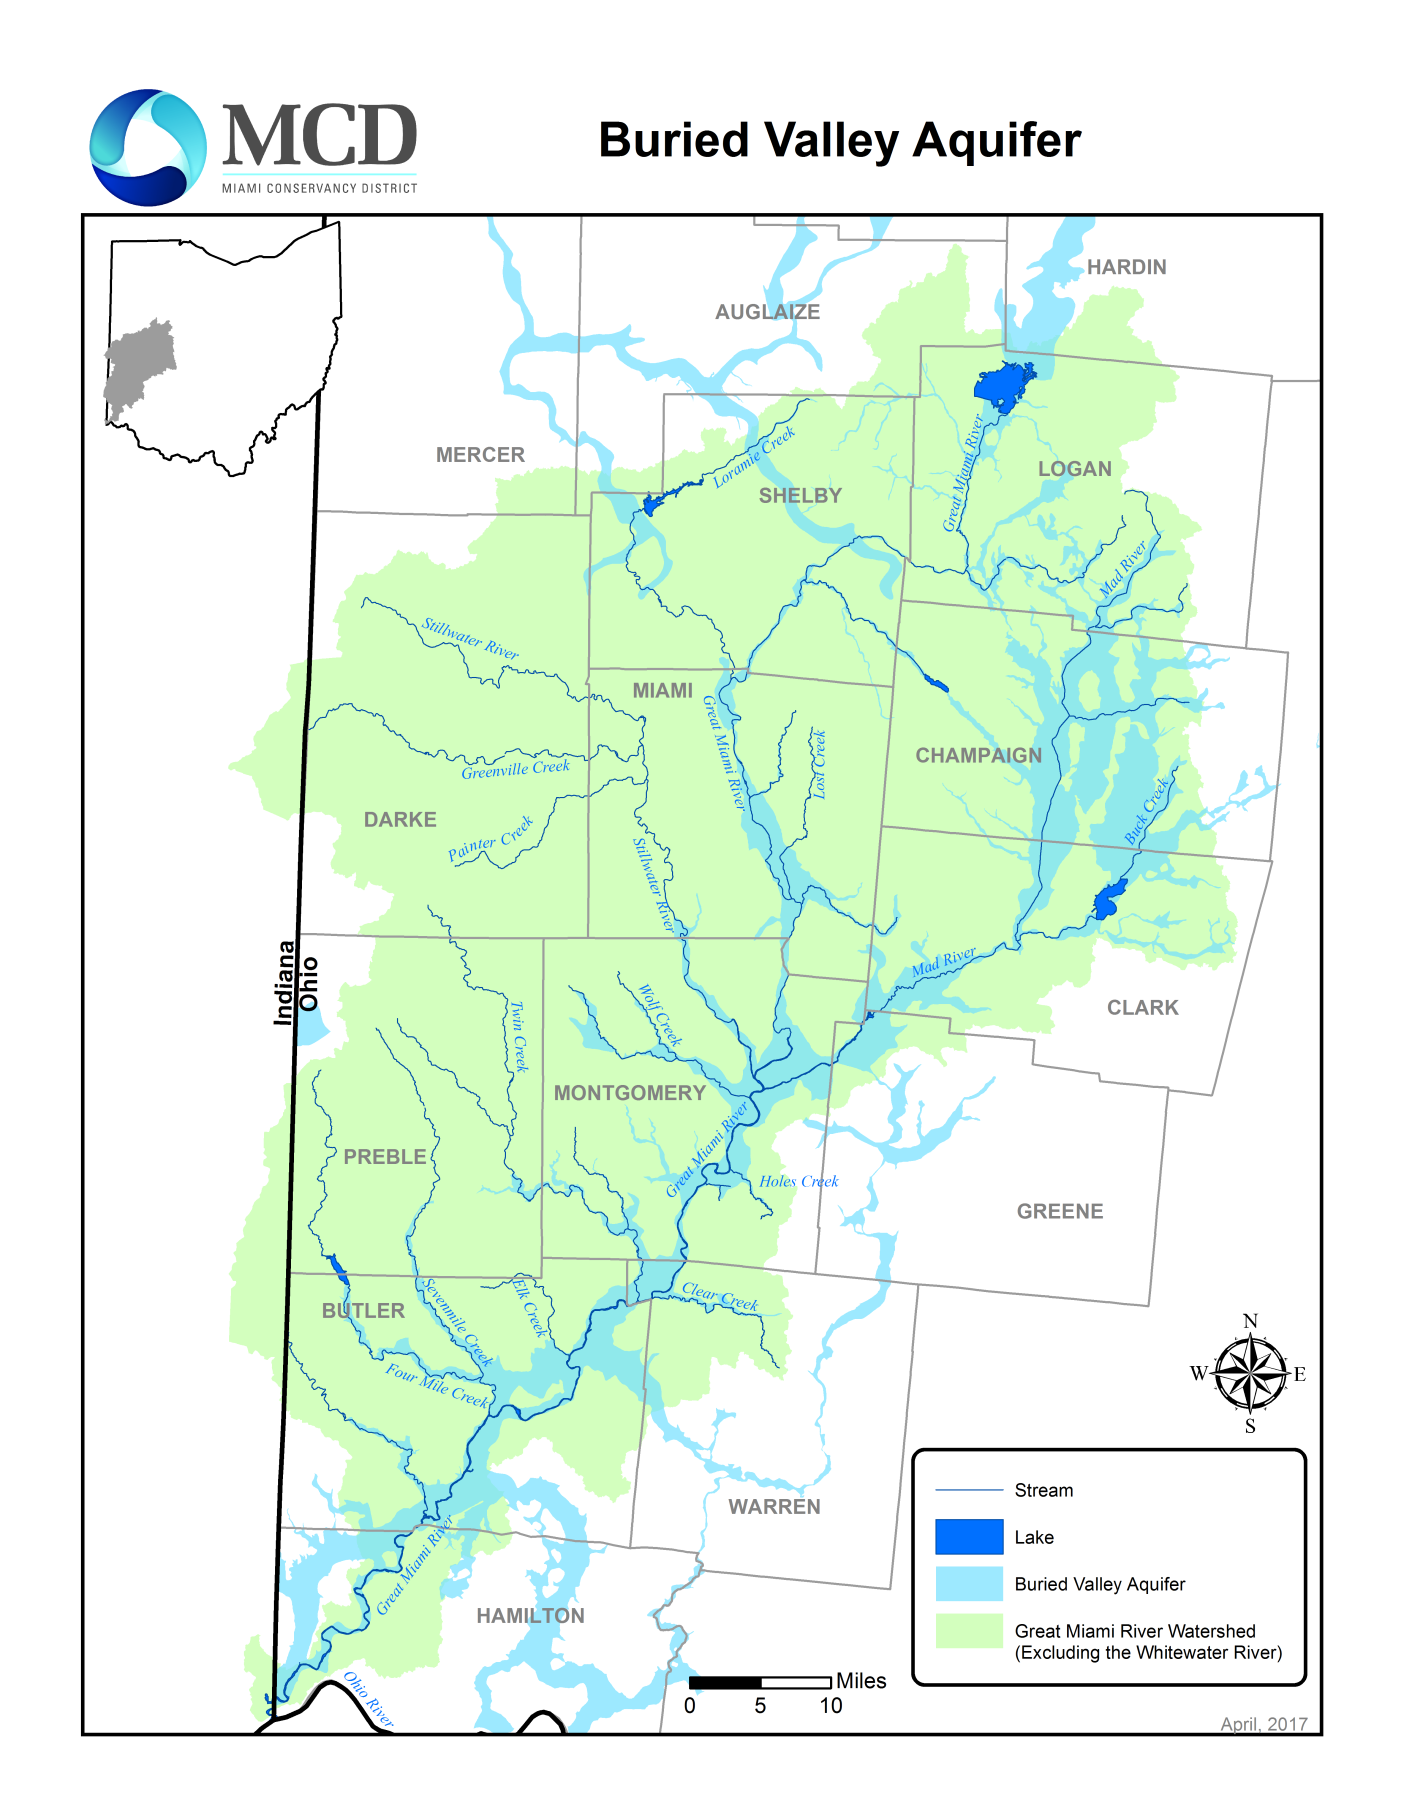 MCD
MIAMI CONSERVANCY DISTRICT
Buried Valley Aquifer
HARDIN
AUGLAIZE
MERCER
Loramie Creek
SHELBY
Great Miami River
LOGAN
Mad River
Stillwater River
MIAMI
Great Miami River
Lost Creek
CHAMPAIGN
Greenville Creek
DARKE
Painter Creek
Stillwater River
Buck Creek
Indiana
Ohio
Mad River
CLARK
Twin Creek
Wolf Creek
MONTGOMERY
PREBLE
Great Miami River
Holes Creek
GREENE
BUTLER
Sevenmile Creek
Elk Creek
Clear Creek
Four Mile Creek
N
W
E
S
WARREN
Great Miami River
HAMILTON
Ohio River
Stream
Lake
Buried Valley Aquifer
Great Miami River Watershed
(Excluding the Whitewater River)
Miles
0 5 10
April, 2017